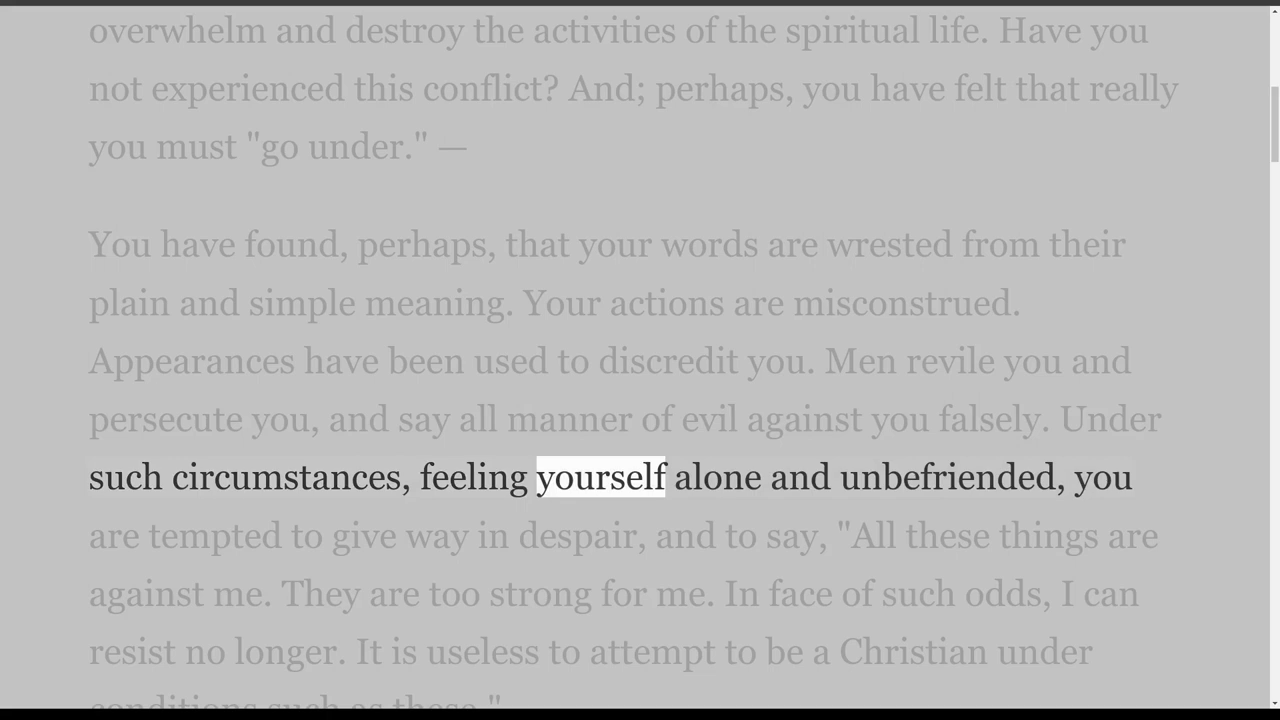 overwhelm and destroy the activities of the spiritual life. Have you
not experienced this conflict? And; perhaps, you have felt that really
you must "go under." —
You have found, perhaps, that your words are wrested from their
plain and simple meaning. Your actions are misconstrued.
Appearances have been used to discredit you. Men revile you and
persecute you, and say all manner of evil against you falsely. Under
such circumstances, feeling yourself alone and unbefriended, you
are tempted to give way in despair, and to say, "All these things are
against me. They are too strong for me. In face of such odds, I can
resist no longer. It is useless to attempt to be a Christian under
conditions such as these."